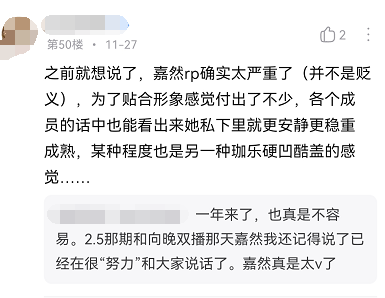 第50楼 · 11-27
2
之前就想说了，嘉然rp确实太严重了（并不是贬
义），为了贴合形象感觉付出了不少，各个成
员的话中也能看出来她私下里就更安静更稳重
成熟，某种程度也是另一种珈乐硬凹酷盖的感
觉……
一年来了，也真是不容
易。2.5那期和向晚双播那天嘉然我还记得说了已
经在很“努力”和大家说话了。嘉然真是太v了